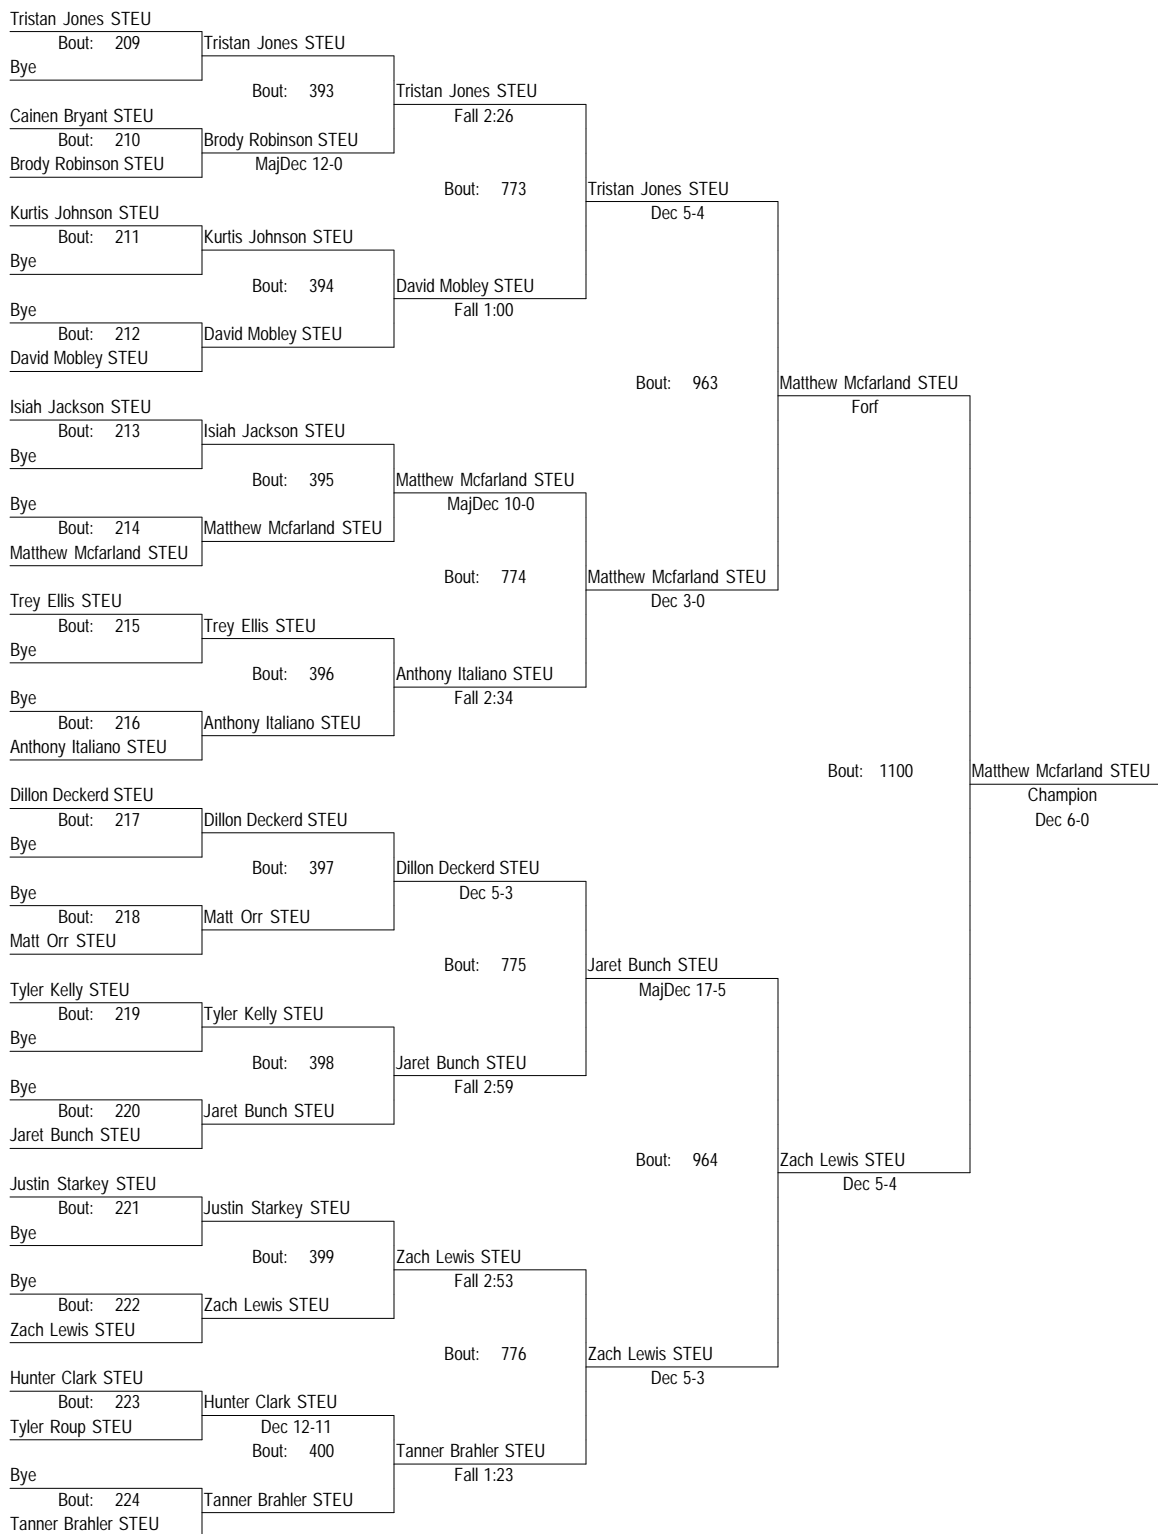 Tristan Jones STEU
Bout: 209
Tristan Jones STEU
Bye
Bout: 393
Tristan Jones STEU
Cainen Bryant STEU
Fall 2:26
Bout: 210
Brody Robinson STEU
Brody Robinson STEU
MajDec 12-0
Bout: 773
Tristan Jones STEU
Kurtis Johnson STEU
Dec 5-4
Bout: 211
Kurtis Johnson STEU
Bye
Bout: 394
David Mobley STEU
Bye
Fall 1:00
Bout: 212
David Mobley STEU
David Mobley STEU
Bout: 963
Matthew Mcfarland STEU
Isiah Jackson STEU
Forf
Bout: 213
Isiah Jackson STEU
Bye
Bout: 395
Matthew Mcfarland STEU
Bye
MajDec 10-0
Bout: 214
Matthew Mcfarland STEU
Matthew Mcfarland STEU
Bout: 774
Matthew Mcfarland STEU
Trey Ellis STEU
Dec 3-0
Bout: 215
Trey Ellis STEU
Bye
Bout: 396
Anthony Italiano STEU
Bye
Fall 2:34
Bout: 216
Anthony Italiano STEU
Anthony Italiano STEU
Bout: 1100
Matthew Mcfarland STEU
Dillon Deckerd STEU
Champion
Bout: 217
Dillon Deckerd STEU
Dec 6-0
Bye
Bout: 397
Dillon Deckerd STEU
Bye
Dec 5-3
Bout: 218
Matt Orr STEU
Matt Orr STEU
Bout: 775
Jaret Bunch STEU
Tyler Kelly STEU
MajDec 17-5
Bout: 219
Tyler Kelly STEU
Bye
Bout: 398
Jaret Bunch STEU
Bye
Fall 2:59
Bout: 220
Jaret Bunch STEU
Jaret Bunch STEU
Bout: 964
Zach Lewis STEU
Justin Starkey STEU
Dec 5-4
Bout: 221
Justin Starkey STEU
Bye
Bout: 399
Zach Lewis STEU
Bye
Fall 2:53
Bout: 222
Zach Lewis STEU
Zach Lewis STEU
Bout: 776
Zach Lewis STEU
Hunter Clark STEU
Dec 5-3
Bout: 223
Hunter Clark STEU
Tyler Roup STEU
Dec 12-11
Bout: 400
Tanner Brahler STEU
Bye
Fall 1:23
Bout: 224
Tanner Brahler STEU
Tanner Brahler STEU